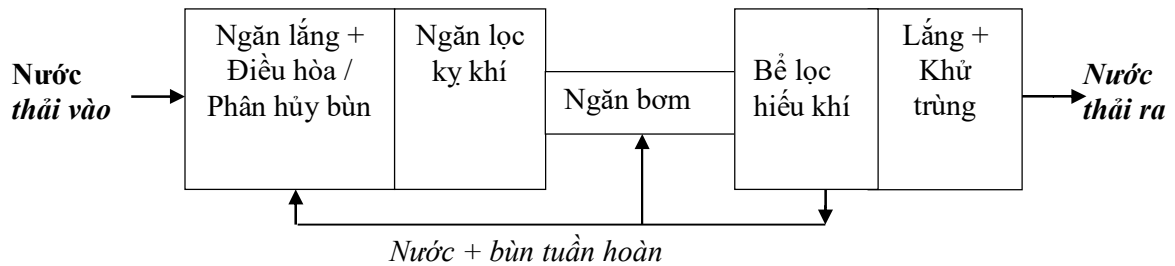 Nước
thải vào
Ngăn lắng +
Điều hòa /
Phân hủy bùn
Ngăn lọc
kỵ khí
Ngăn bơm
Bể lọc
hiếu khí
Lắng +
Khử
trùng
Nước
thải ra
Nước + bùn tuần hoàn